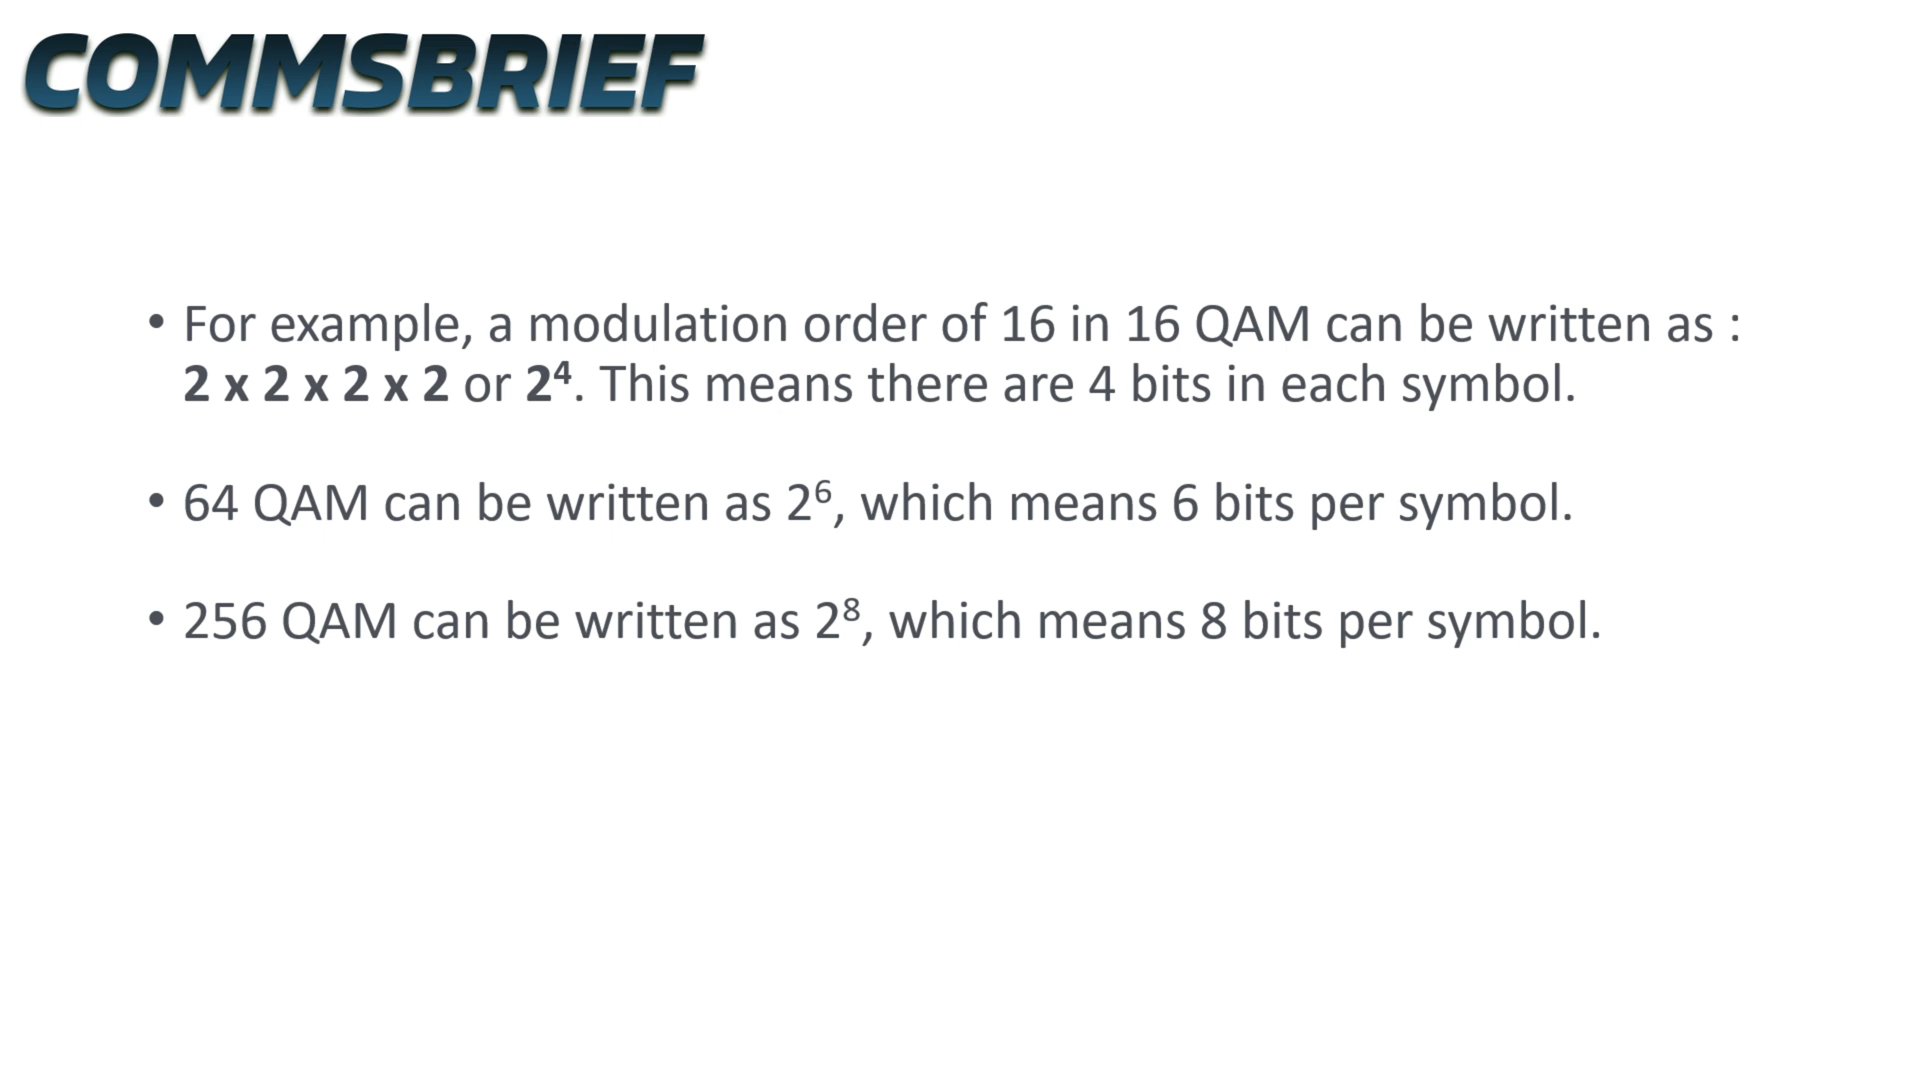 COMMSBRIEF
• For example, a modulation order of 16 in 16 QAM can be written as :
2 x 2 x 2 x 2 or 2⁴. This means there are 4 bits in each symbol.
• 64 QAM can be written as 2⁶, which means 6 bits per symbol.
• 256 QAM can be written as 2⁸, which means 8 bits per symbol.